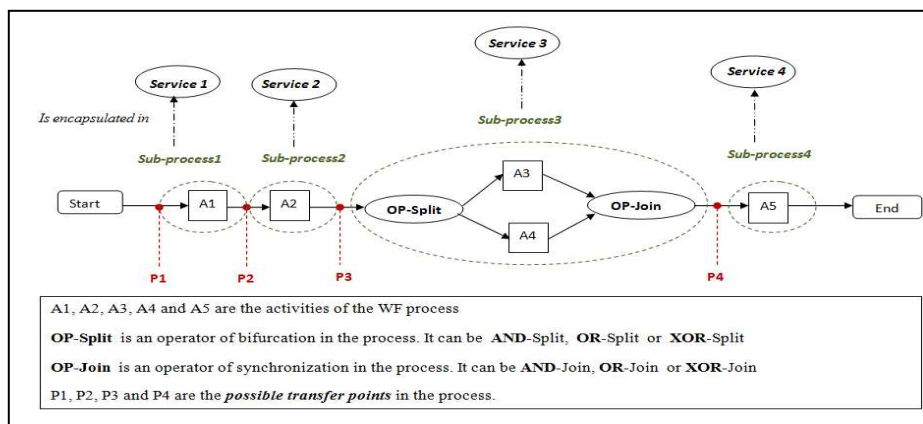 Service 3
Service 1
Service 2
Service 4
Is encapsulated in
Sub-process3
Sub-process1
Sub-process2
Sub-process4
Start
A1
A2
OP-Split
A3
A4
OP-Join
A5
End
P1
P2
P3
P4
A1, A2, A3, A4 and A5 are the activities of the WF process
OP-Split is an operator of bifurcation in the process. It can be AND-Split, OR-Split or XOR-Split
OP-Join is an operator of synchronization in the process. It can be AND-Join, OR-Join or XOR-Join
P1, P2, P3 and P4 are the possible transfer points in the process.